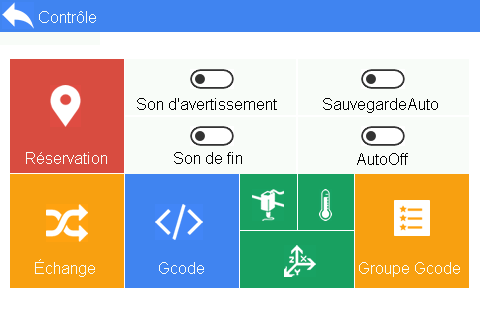 Contrôle
Son d'avertissement
SauvegardeAuto
Réservation
Son de fin
AutoOff
Échange
Gcode
Z X
Y
Groupe Gcode